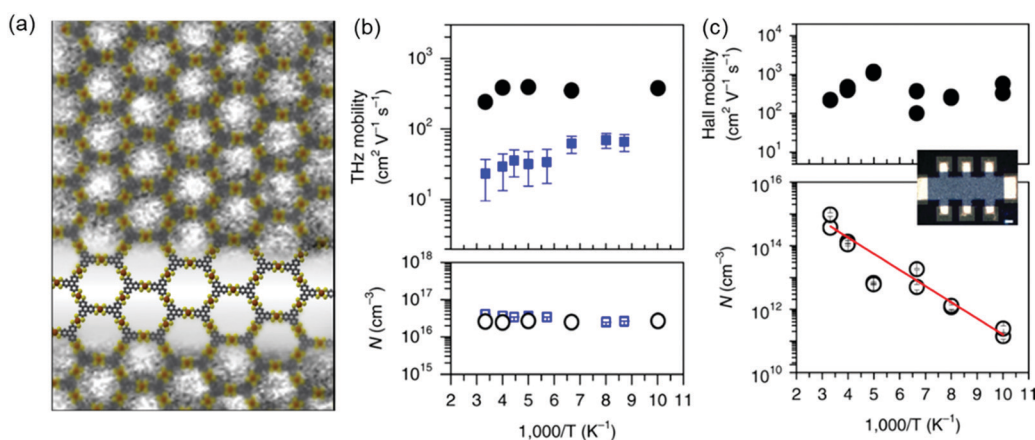 (a)
(b)
THz mobility
(cm² V⁻¹ s⁻¹)
10³
10²
10¹
N (cm⁻³)
10¹⁸
10¹⁷
10¹⁶
10¹⁵
2 3 4 5 6 7 8 9 10 11
1,000/T (K⁻¹)
(c)
Hall mobility
(cm² V⁻¹ s⁻¹)
10⁴
10³
10²
10¹
N (cm⁻³)
10¹⁶
10¹⁴
10¹²
10¹⁰
2 3 4 5 6 7 8 9 10 11
1,000/T (K⁻¹)